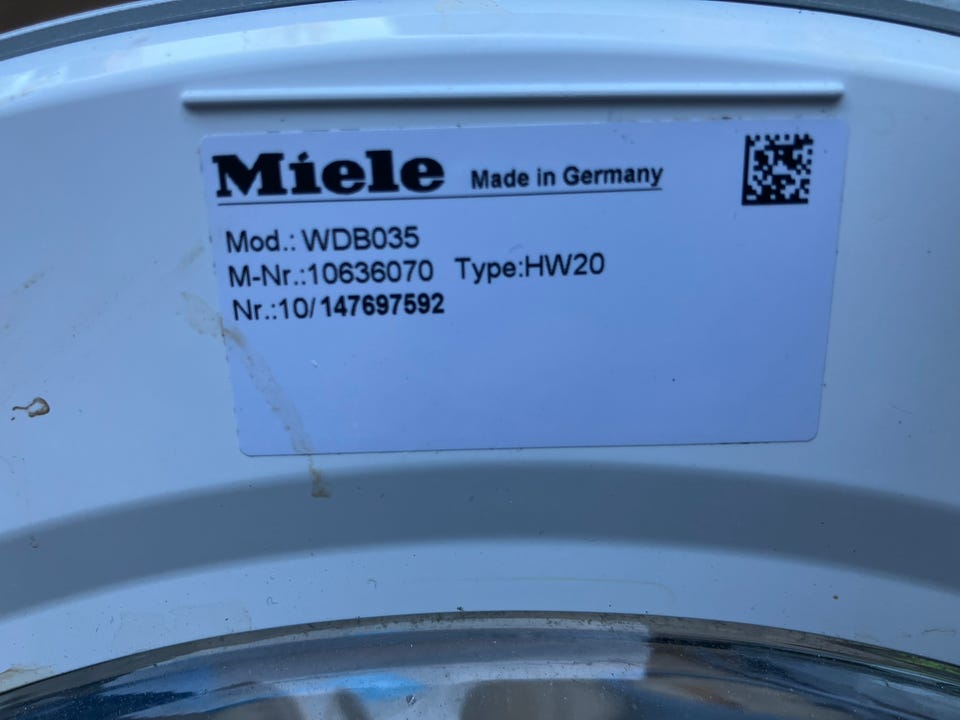 Miele Made in Germany
Mod.: WDB035
M-Nr.:10636070 Type:HW20
Nr.:10/147697592